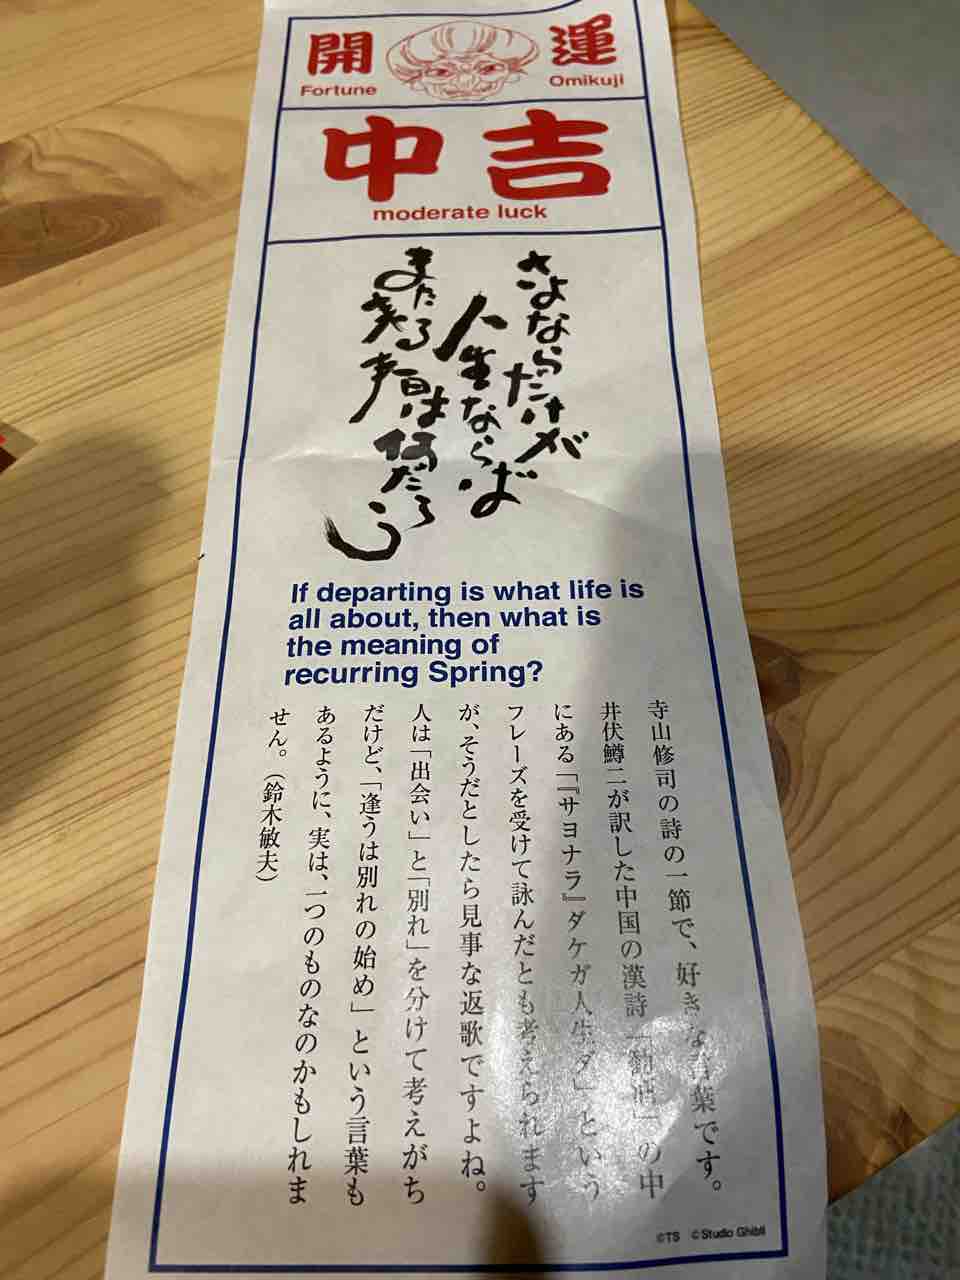 開運
Fortune
Omikuji
中吉
moderate luck
さよならだけが
人生ならば
またくる春は何だろう
If departing is what life is
all about, then what is
the meaning of
recurring Spring?
寺山修司の詩の一節で、好きな言葉です。
井伏鱒二が訳した中国の漢詩「勧酒」の中
にある「『サヨナラ』ダケガ人生ダ」という
フレーズを受けて詠んだとも考えられます
が、そうだとしたら見事な返歌ですよね。
人は「出会い」と「別れ」を分けて考えがち
だけど、「逢うは別れの始め」という言葉も
あるように、実は、一つのものなのかもしれま
せん。（鈴木敏夫）
©TS ©Studio Ghibli